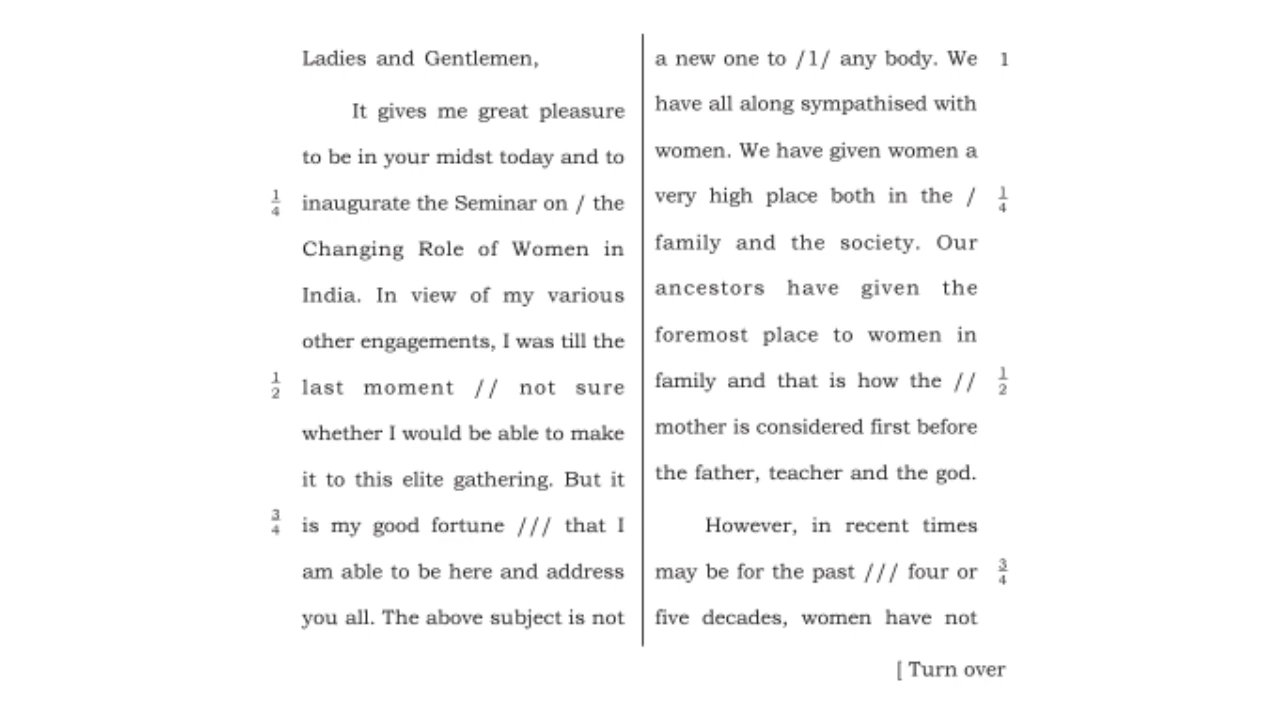 Ladies and Gentlemen,
It gives me great pleasure
to be in your midst today and to
1/4 inaugurate the Seminar on / the
Changing Role of Women in
India. In view of my various
other engagements, I was till the
1/2 last moment // not sure
whether I would be able to make
it to this elite gathering. But it
3/4 is my good fortune /// that I
am able to be here and address
you all. The above subject is not
a new one to /1/ any body. We 1
have all along sympathised with
women. We have given women a
very high place both in the / 1/4
family and the society. Our
ancestors have given the
foremost place to women in
family and that is how the // 1/2
mother is considered first before
the father, teacher and the god.
However, in recent times
may be for the past /// four or 3/4
five decades, women have not
[ Turn over